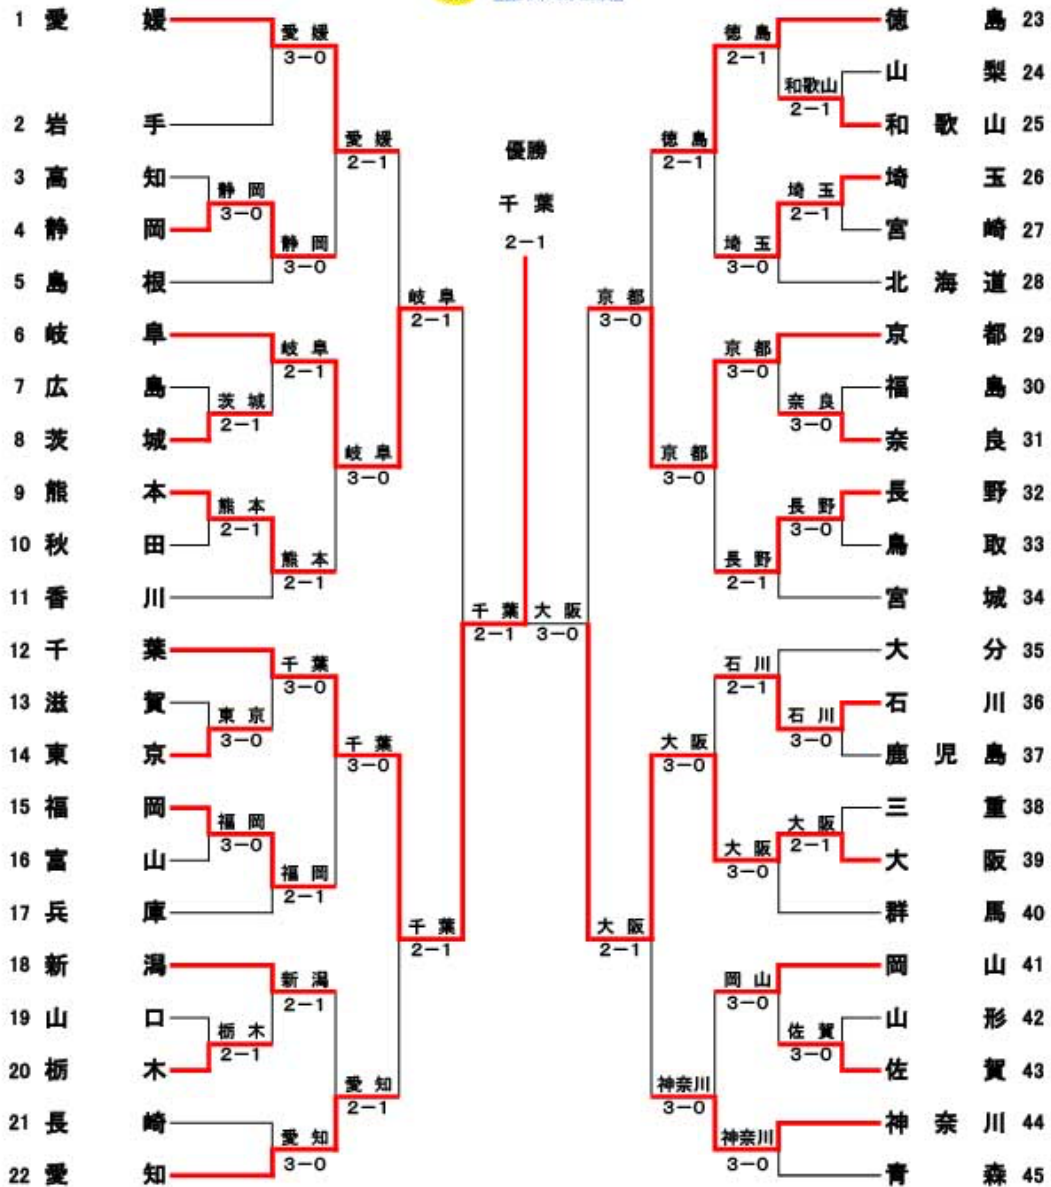 1 愛媛
2 岩手
3 高知
4 静岡
5 島根
6 岐阜
7 広島
8 茨城
9 熊本
10 秋田
11 香川
12 千葉
13 滋賀
14 東京
15 福岡
16 富山
17 兵庫
18 新潟
19 山口
20 栃木
21 長崎
22 愛知
静岡
3-0
茨城
2-1
熊本
2-1
東京
3-0
福岡
3-0
栃木
2-1
愛媛
3-0
静岡
3-0
岐阜
2-1
熊本
2-1
千葉
3-0
福岡
2-1
新潟
2-1
愛知
3-0
愛媛
2-1
岐阜
3-0
千葉
3-0
愛知
2-1
岐阜
2-1
千葉
2-1
千葉
2-1
優勝
千葉
2-1
大阪
3-0
京都
3-0
大阪
2-1
徳島
2-1
京都
3-0
大阪
3-0
神奈川
3-0
徳島
2-1
埼玉
3-0
京都
3-0
長野
2-1
石川
2-1
大阪
3-0
岡山
3-0
神奈川
3-0
和歌山
2-1
埼玉
2-1
奈良
3-0
長野
3-0
石川
3-0
大阪
2-1
佐賀
3-0
徳島 23
山梨 24
和歌山 25
埼玉 26
宮崎 27
北海道 28
京都 29
福島 30
奈良 31
長野 32
鳥取 33
宮城 34
大分 35
石川 36
鹿児島 37
三重 38
大阪 39
群馬 40
岡山 41
山形 42
佐賀 43
神奈川 44
青森 45